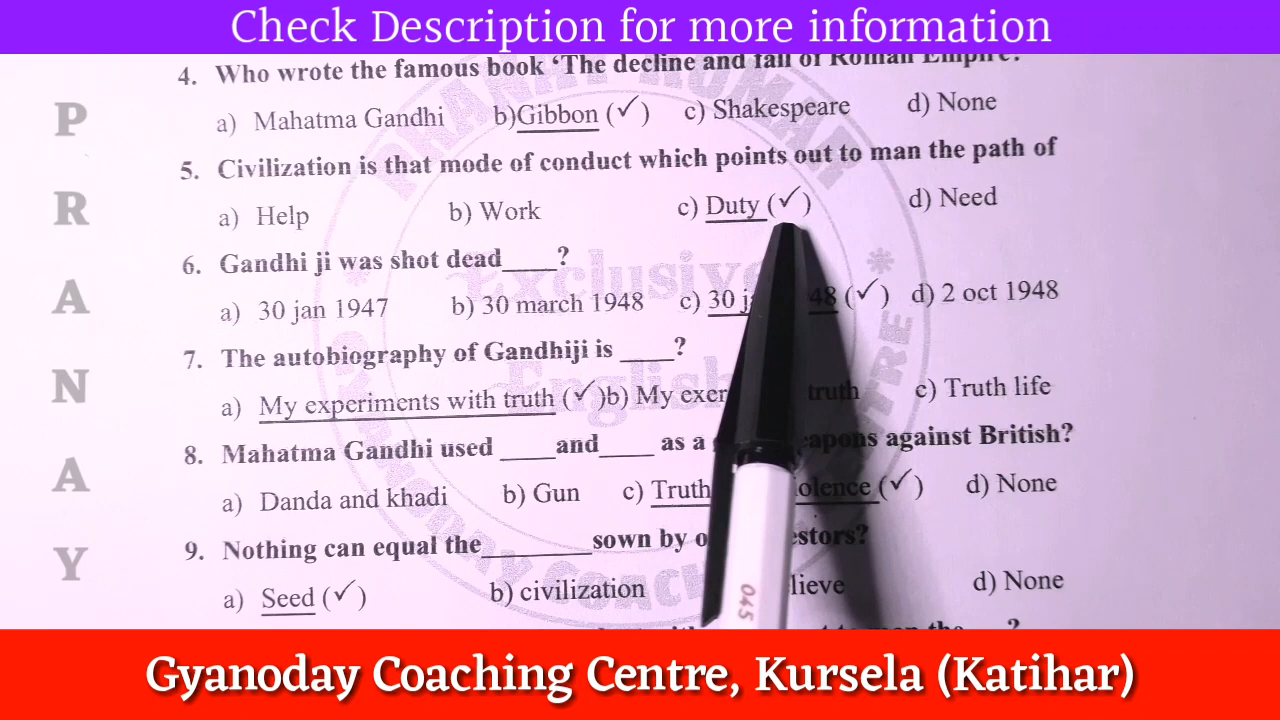 Check Description for more information
4. Who wrote the famous book ‘The decline and fall of Roman Empire?
a) Mahatma Gandhi b)Gibbon (✓) c) Shakespeare d) None
5. Civilization is that mode of conduct which points out to man the path of
a) Help b) Work c) Duty (✓) d) Need
6. Gandhi ji was shot dead____?
a) 30 jan 1947 b) 30 march 1948 c) 30 48 (✓) d) 2 oct 1948
7. The autobiography of Gandhiji is ____?
a) My experiments with truth (✓)b) My truth c) Truth life
8. Mahatma Gandhi used ____and____ as a against British?
a) Danda and khadi b) Gun c) Truth (✓) d) None
9. Nothing can equal the________sown by
a) Seed (✓) b) civilization d) None
PRANAY
Exclusive
English
Gyanoday Coaching Centre, Kursela (Katihar)